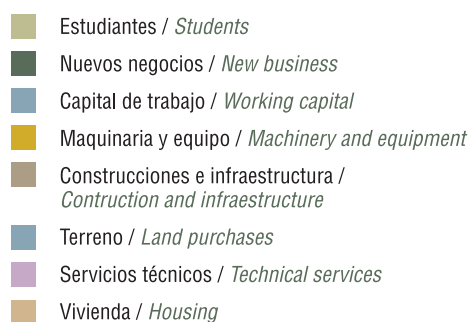 Estudiantes / Students
Nuevos negocios / New business
Capital de trabajo / Working capital
Maquinaria y equipo / Machinery and equipment
Construcciones e infraestructura /
Contruction and infraestructure
Terreno / Land purchases
Servicios técnicos / Technical services
Vivienda / Housing